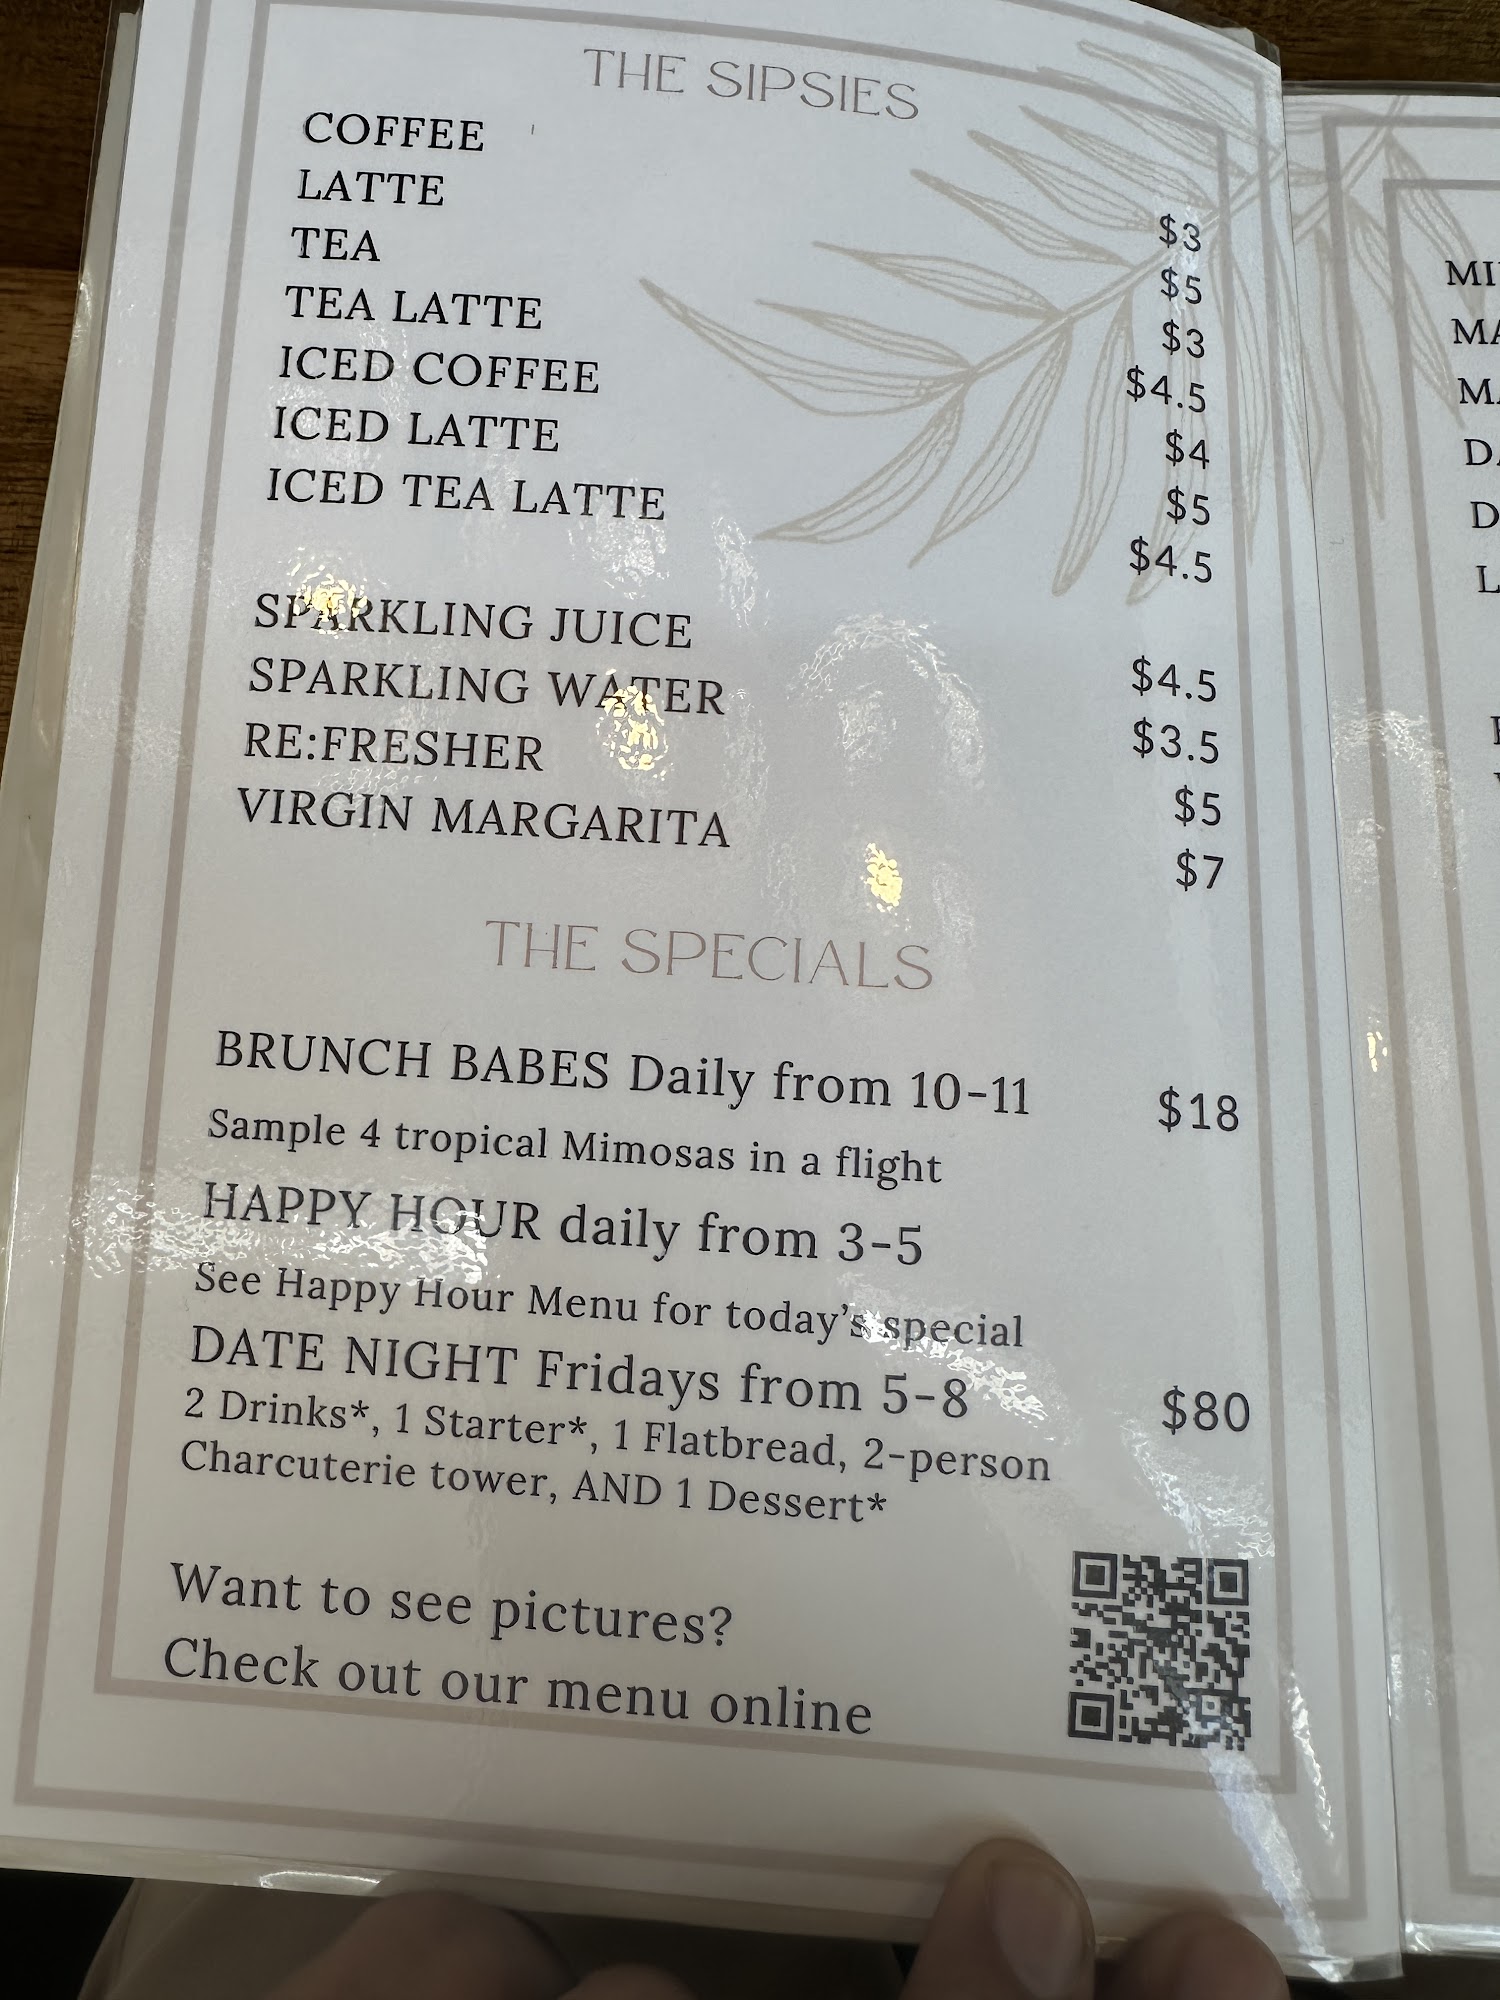 THE SIPSIES
COFFEE $3
LATTE $5
TEA $3
TEA LATTE $4.5
ICED COFFEE $4
ICED LATTE $5
ICED TEA LATTE $4.5
SPARKLING JUICE $4.5
SPARKLING WATER $3.5
RE:FRESHER $5
VIRGIN MARGARITA $7
THE SPECIALS
BRUNCH BABES Daily from 10-11 $18
Sample 4 tropical Mimosas in a flight
HAPPY HOUR daily from 3-5
See Happy Hour Menu for today's special
DATE NIGHT Fridays from 5-8 $80
2 Drinks*, 1 Starter*, 1 Flatbread, 2-person
Charcuterie tower, AND 1 Dessert*
Want to see pictures?
Check out our menu online